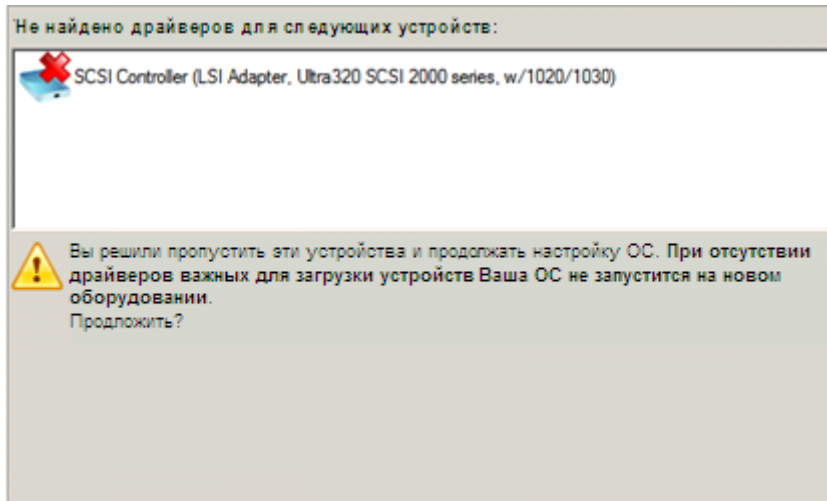 Не найдено драйверов для следующих устройств:
SCSI Controller (LSI Adapter, Ultra320 SCSI 2000 series, w/1020/1030)
Вы решили пропустить эти устройства и продолжать настройку ОС. При отсутствии
драйверов важных для загрузки устройств Ваша ОС не запустится на новом
оборудовании.
Продложить?